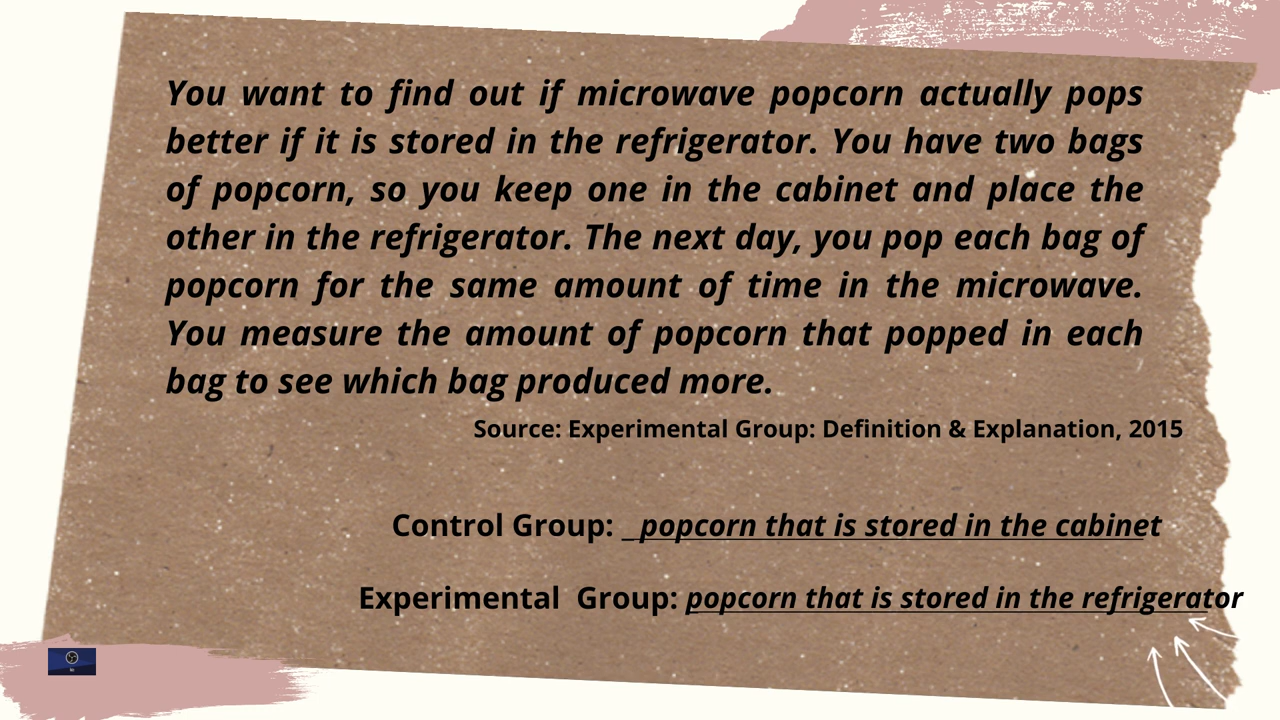 You want to find out if microwave popcorn actually pops
better if it is stored in the refrigerator. You have two bags
of popcorn, so you keep one in the cabinet and place the
other in the refrigerator. The next day, you pop each bag of
popcorn for the same amount of time in the microwave.
You measure the amount of popcorn that popped in each
bag to see which bag produced more.
Source: Experimental Group: Definition & Explanation, 2015
Control Group: _ popcorn that is stored in the cabinet
Experimental Group: popcorn that is stored in the refrigerator